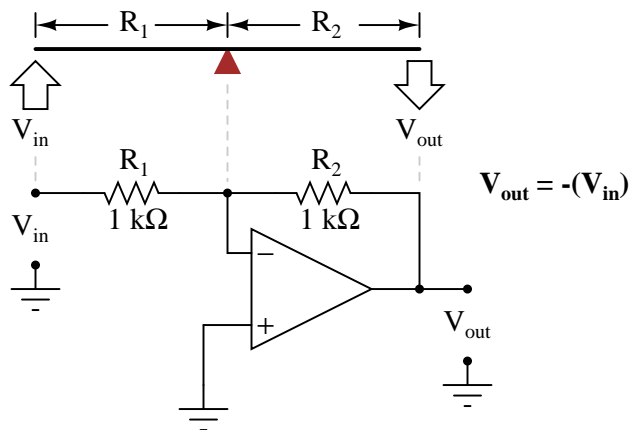 R1 R2
Vin
Vout
R1 R2
Vout = -(Vin)
1 kΩ 1 kΩ
Vin
−
+
Vout